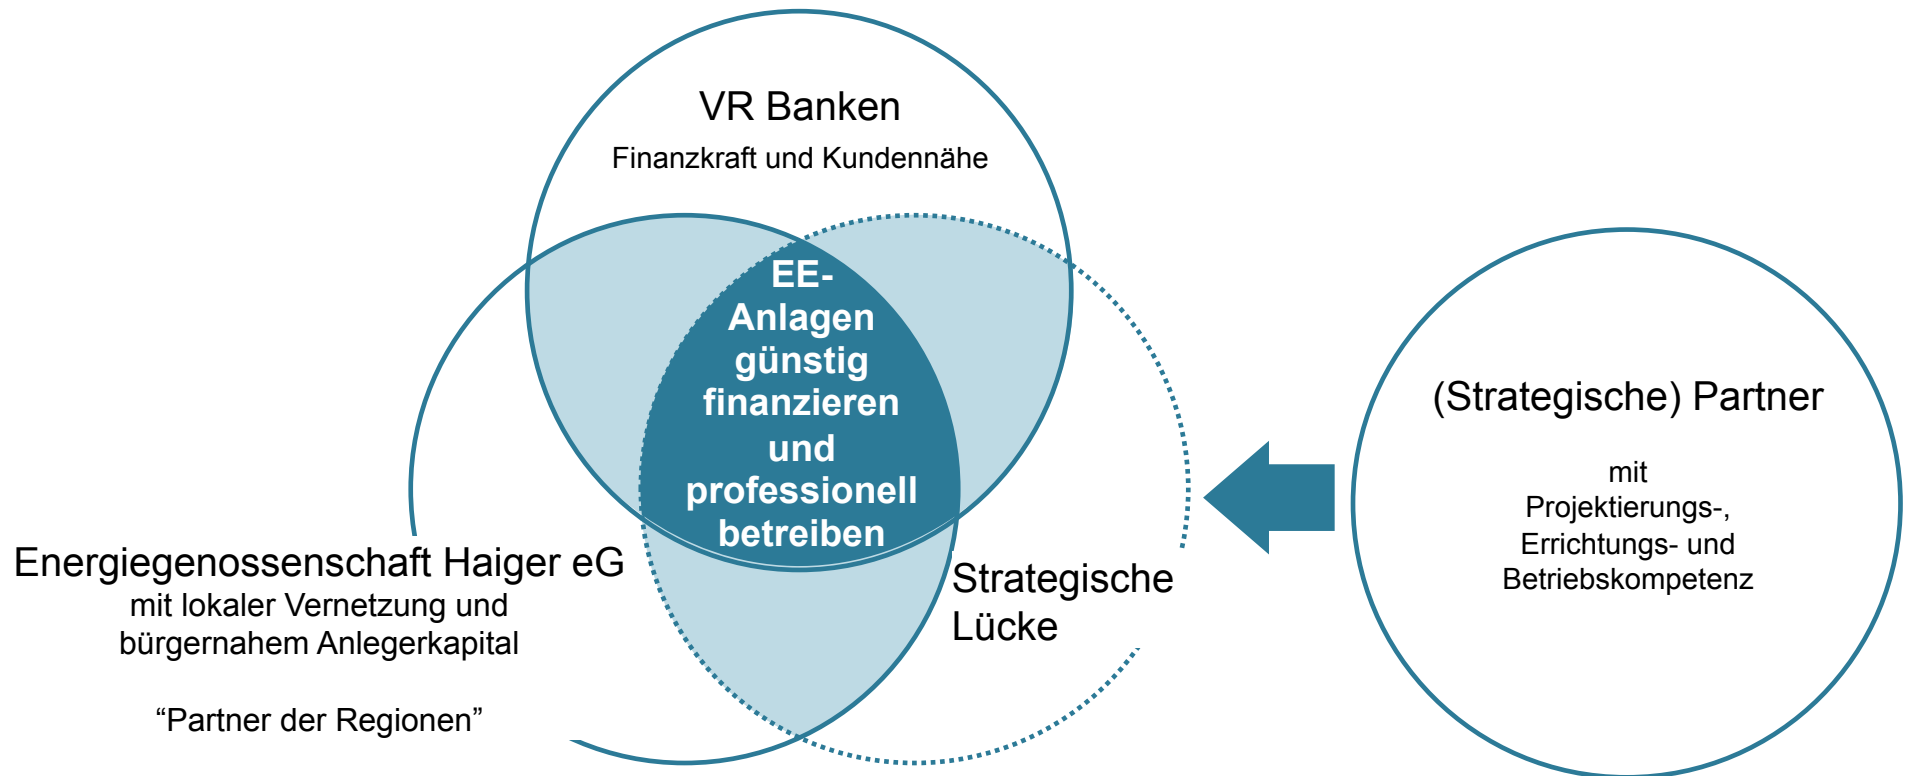 VR Banken
Finanzkraft und Kundennähe
EE-
Anlagen
günstig
finanzieren
und
professionell
betreiben
Energiegenossenschaft Haiger eG
mit lokaler Vernetzung und
bürgernahem Anlegerkapital
“Partner der Regionen”
Strategische
Lücke
(Strategische) Partner
mit
Projektierungs-,
Errichtungs- und
Betriebskompetenz